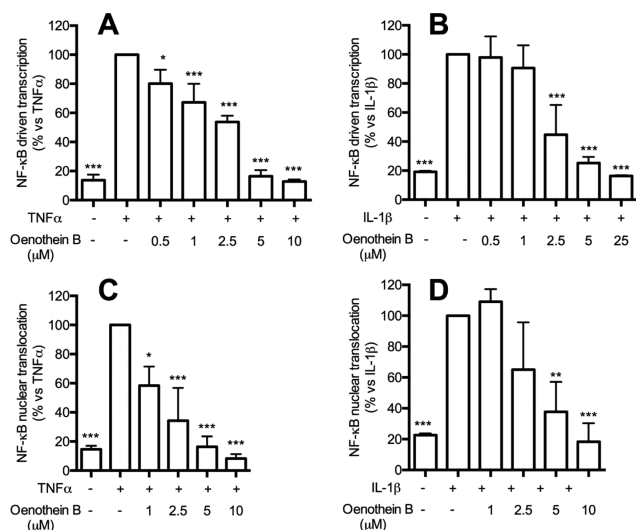 A
NF-κB driven transcription
(% vs TNFα)
120
100
80
60
40
20
0
***
*
***
***
***
***
TNFα - + + + + + +
Oenothein B - - 0.5 1 2.5 5 10
(μM)
B
NF-κB driven transcription
(% vs IL-1β)
120
100
80
60
40
20
0
***
***
***
***
IL-1β - + + + + + +
Oenothein B - - 0.5 1 2.5 5 25
(μM)
C
NF-κB nuclear translocation
(% vs TNFα)
120
100
80
60
40
20
0
***
*
***
***
***
TNFα - + + + + +
Oenothein B - - 1 2.5 5 10
(μM)
D
NF-κB nuclear translocation
(% vs IL-1β)
120
100
80
60
40
20
0
***
**
***
IL-1β - + + + + +
Oenothein B - - 1 2.5 5 10
(μM)